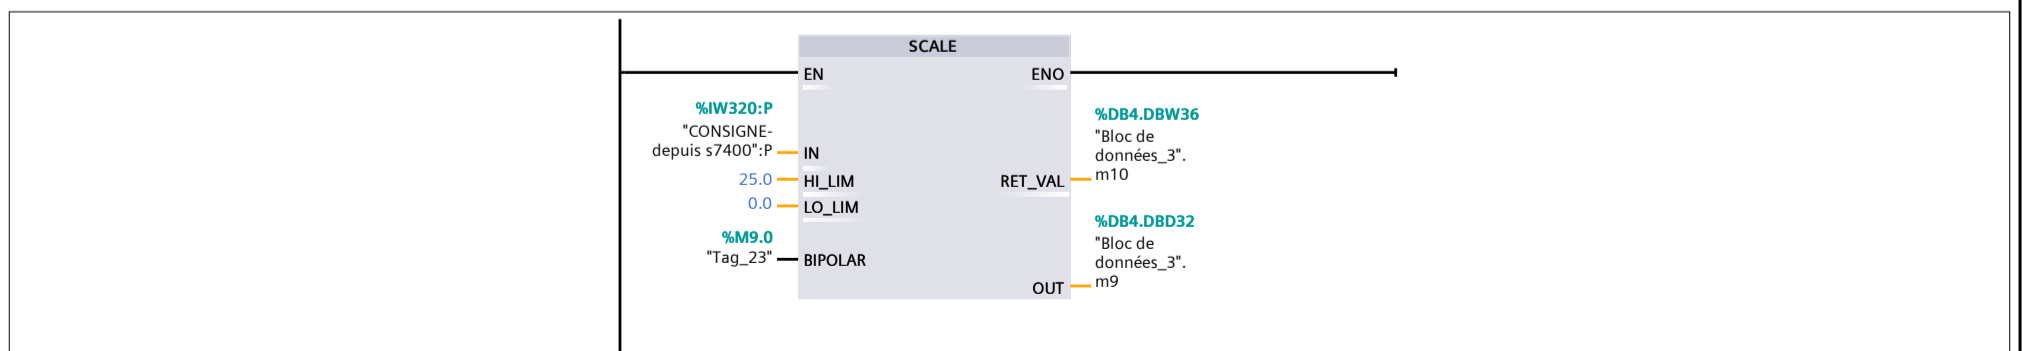 SCALE
EN
ENO
%IW320:P
"CONSIGNE-
depuis s7400":P
IN
25.0
HI_LIM
0.0
LO_LIM
%M9.0
"Tag_23"
BIPOLAR
%DB4.DBW36
"Bloc de
données_3".
m10
RET_VAL
%DB4.DBD32
"Bloc de
données_3".
m9
OUT